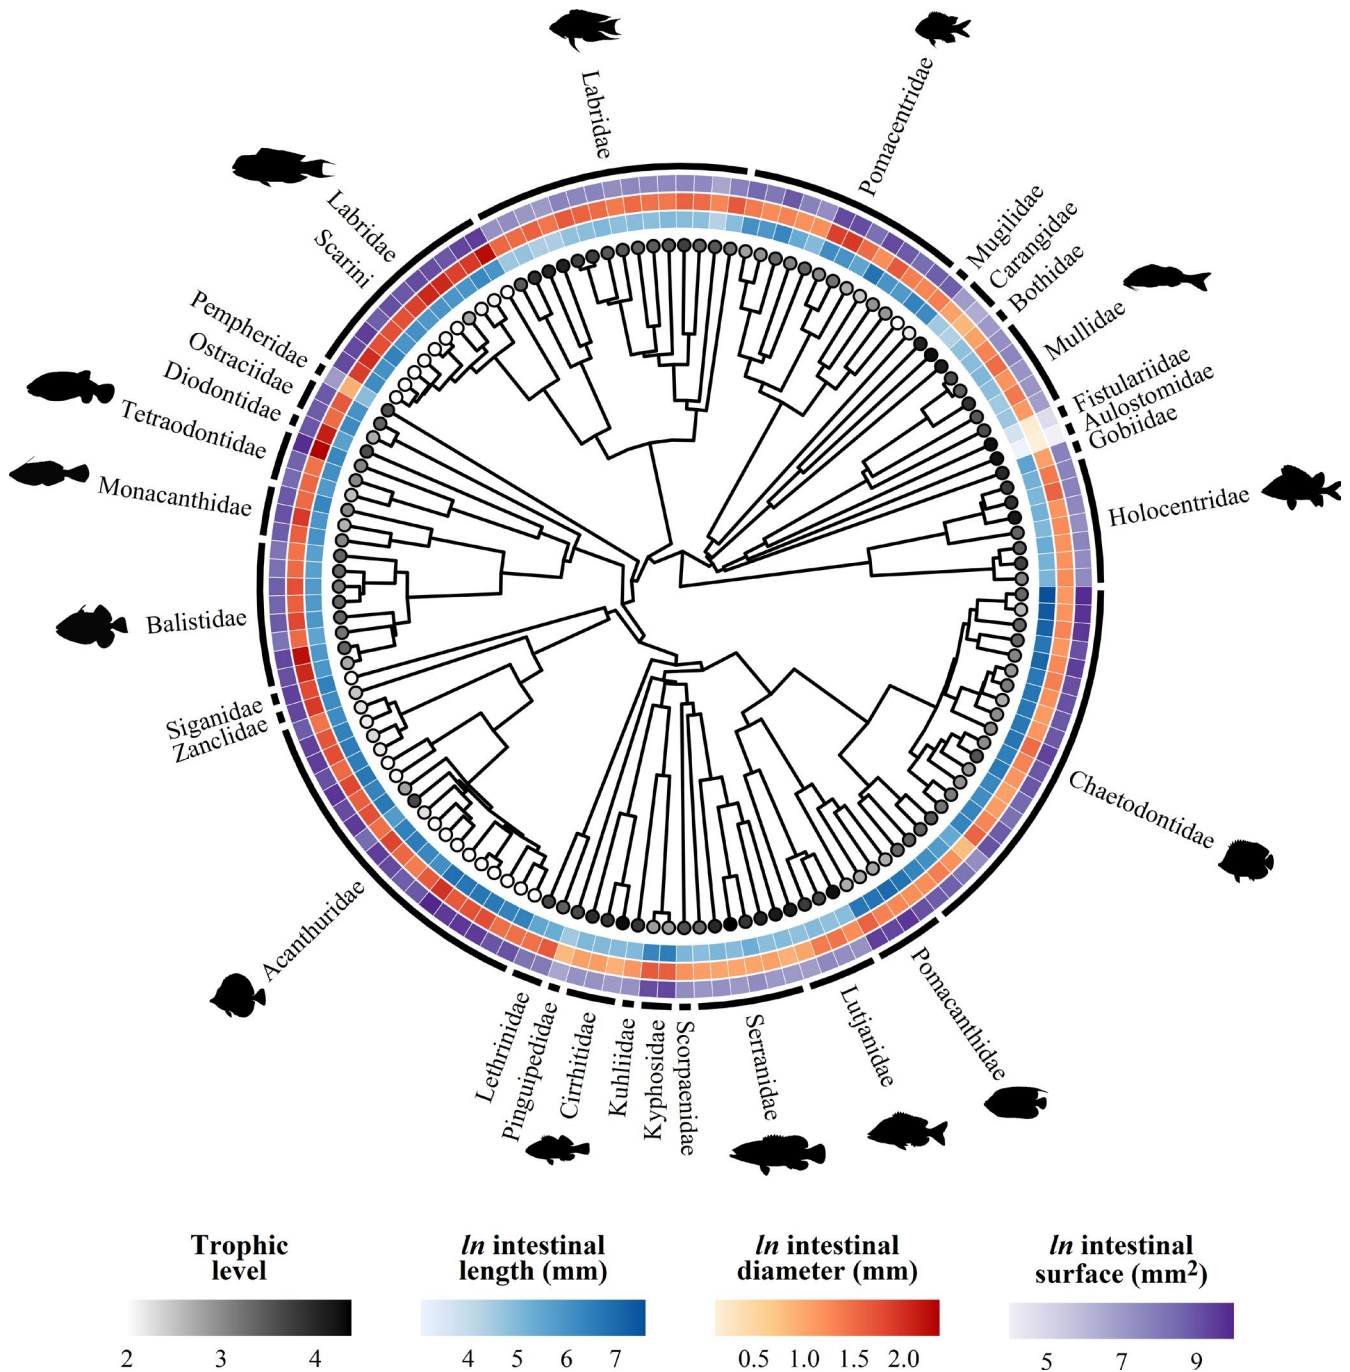 Labridae
Pomacentridae
Mugilidae
Carangidae
Bothidae
Mullidae
Fistulariidae
Aulostomidae
Gobiidae
Holocentridae
Chaetodontidae
Pomacanthidae
Lutjanidae
Serranidae
Scorpaenidae
Kyphosidae
Kuhliidae
Cirrhitidae
Pinguipedidae
Lethrinidae
Acanthuridae
Zanclidae
Siganidae
Balistidae
Monacanthidae
Tetraodontidae
Diodontidae
Ostraciidae
Pempheridae
Labridae
Scarini
Trophic
level
2 3 4
ln intestinal
length (mm)
4 5 6 7
ln intestinal
diameter (mm)
0.5 1.0 1.5 2.0
ln intestinal
surface (mm²)
5 7 9